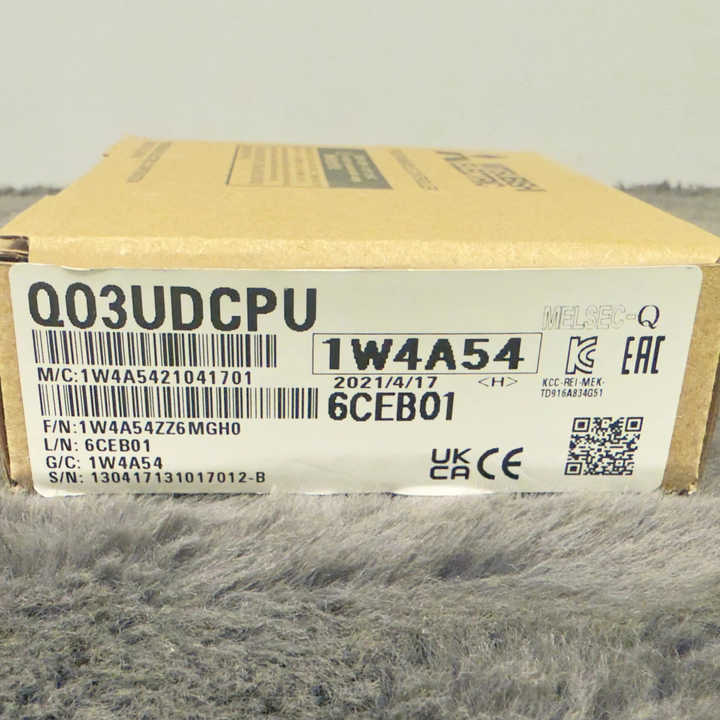 Q03UDCPU
MELSEC-Q
1W4A54
M/C:1W4A5421041701
2021/4/17 <H>
KCC-REI-MEK-
TD916A834G51
EAC
6CEB01
F/N:1W4A54ZZ6MGH0
L/N: 6CEB01
G/C: 1W4A54
S/N: 130417131017012-B
UK
CA CE